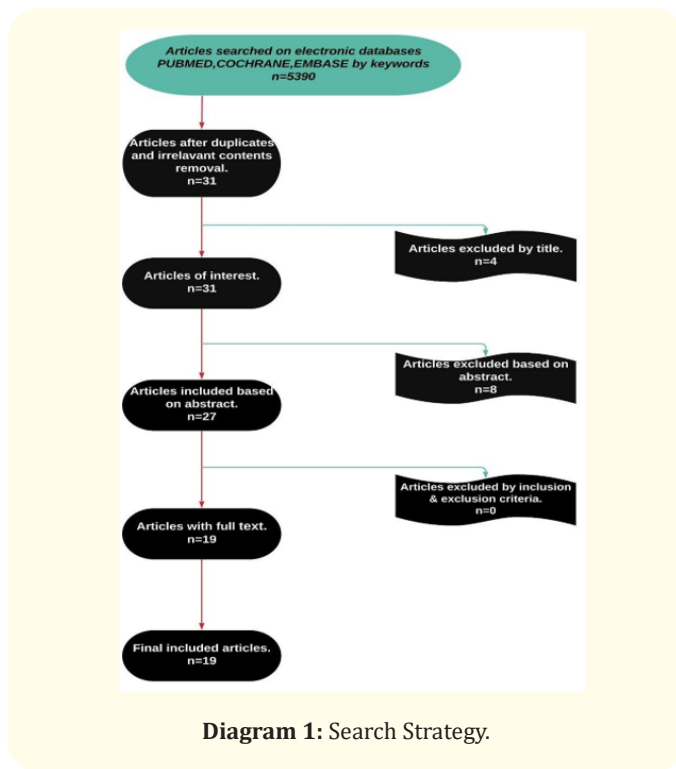 Articles searched on electronic databases
PUBMED,COCHRANE,EMBASE by keywords
n=5390
Articles after duplicates
and irrelavant contents
removal.
n=31
Articles excluded by title.
n=4
Articles of interest.
n=31
Articles excluded based on
abstract.
n=8
Articles included based
on abstract.
n=27
Articles excluded by inclusion
& exclusion criteria.
n=0
Articles with full text.
n=19
Final included articles.
n=19
Diagram 1: Search Strategy.